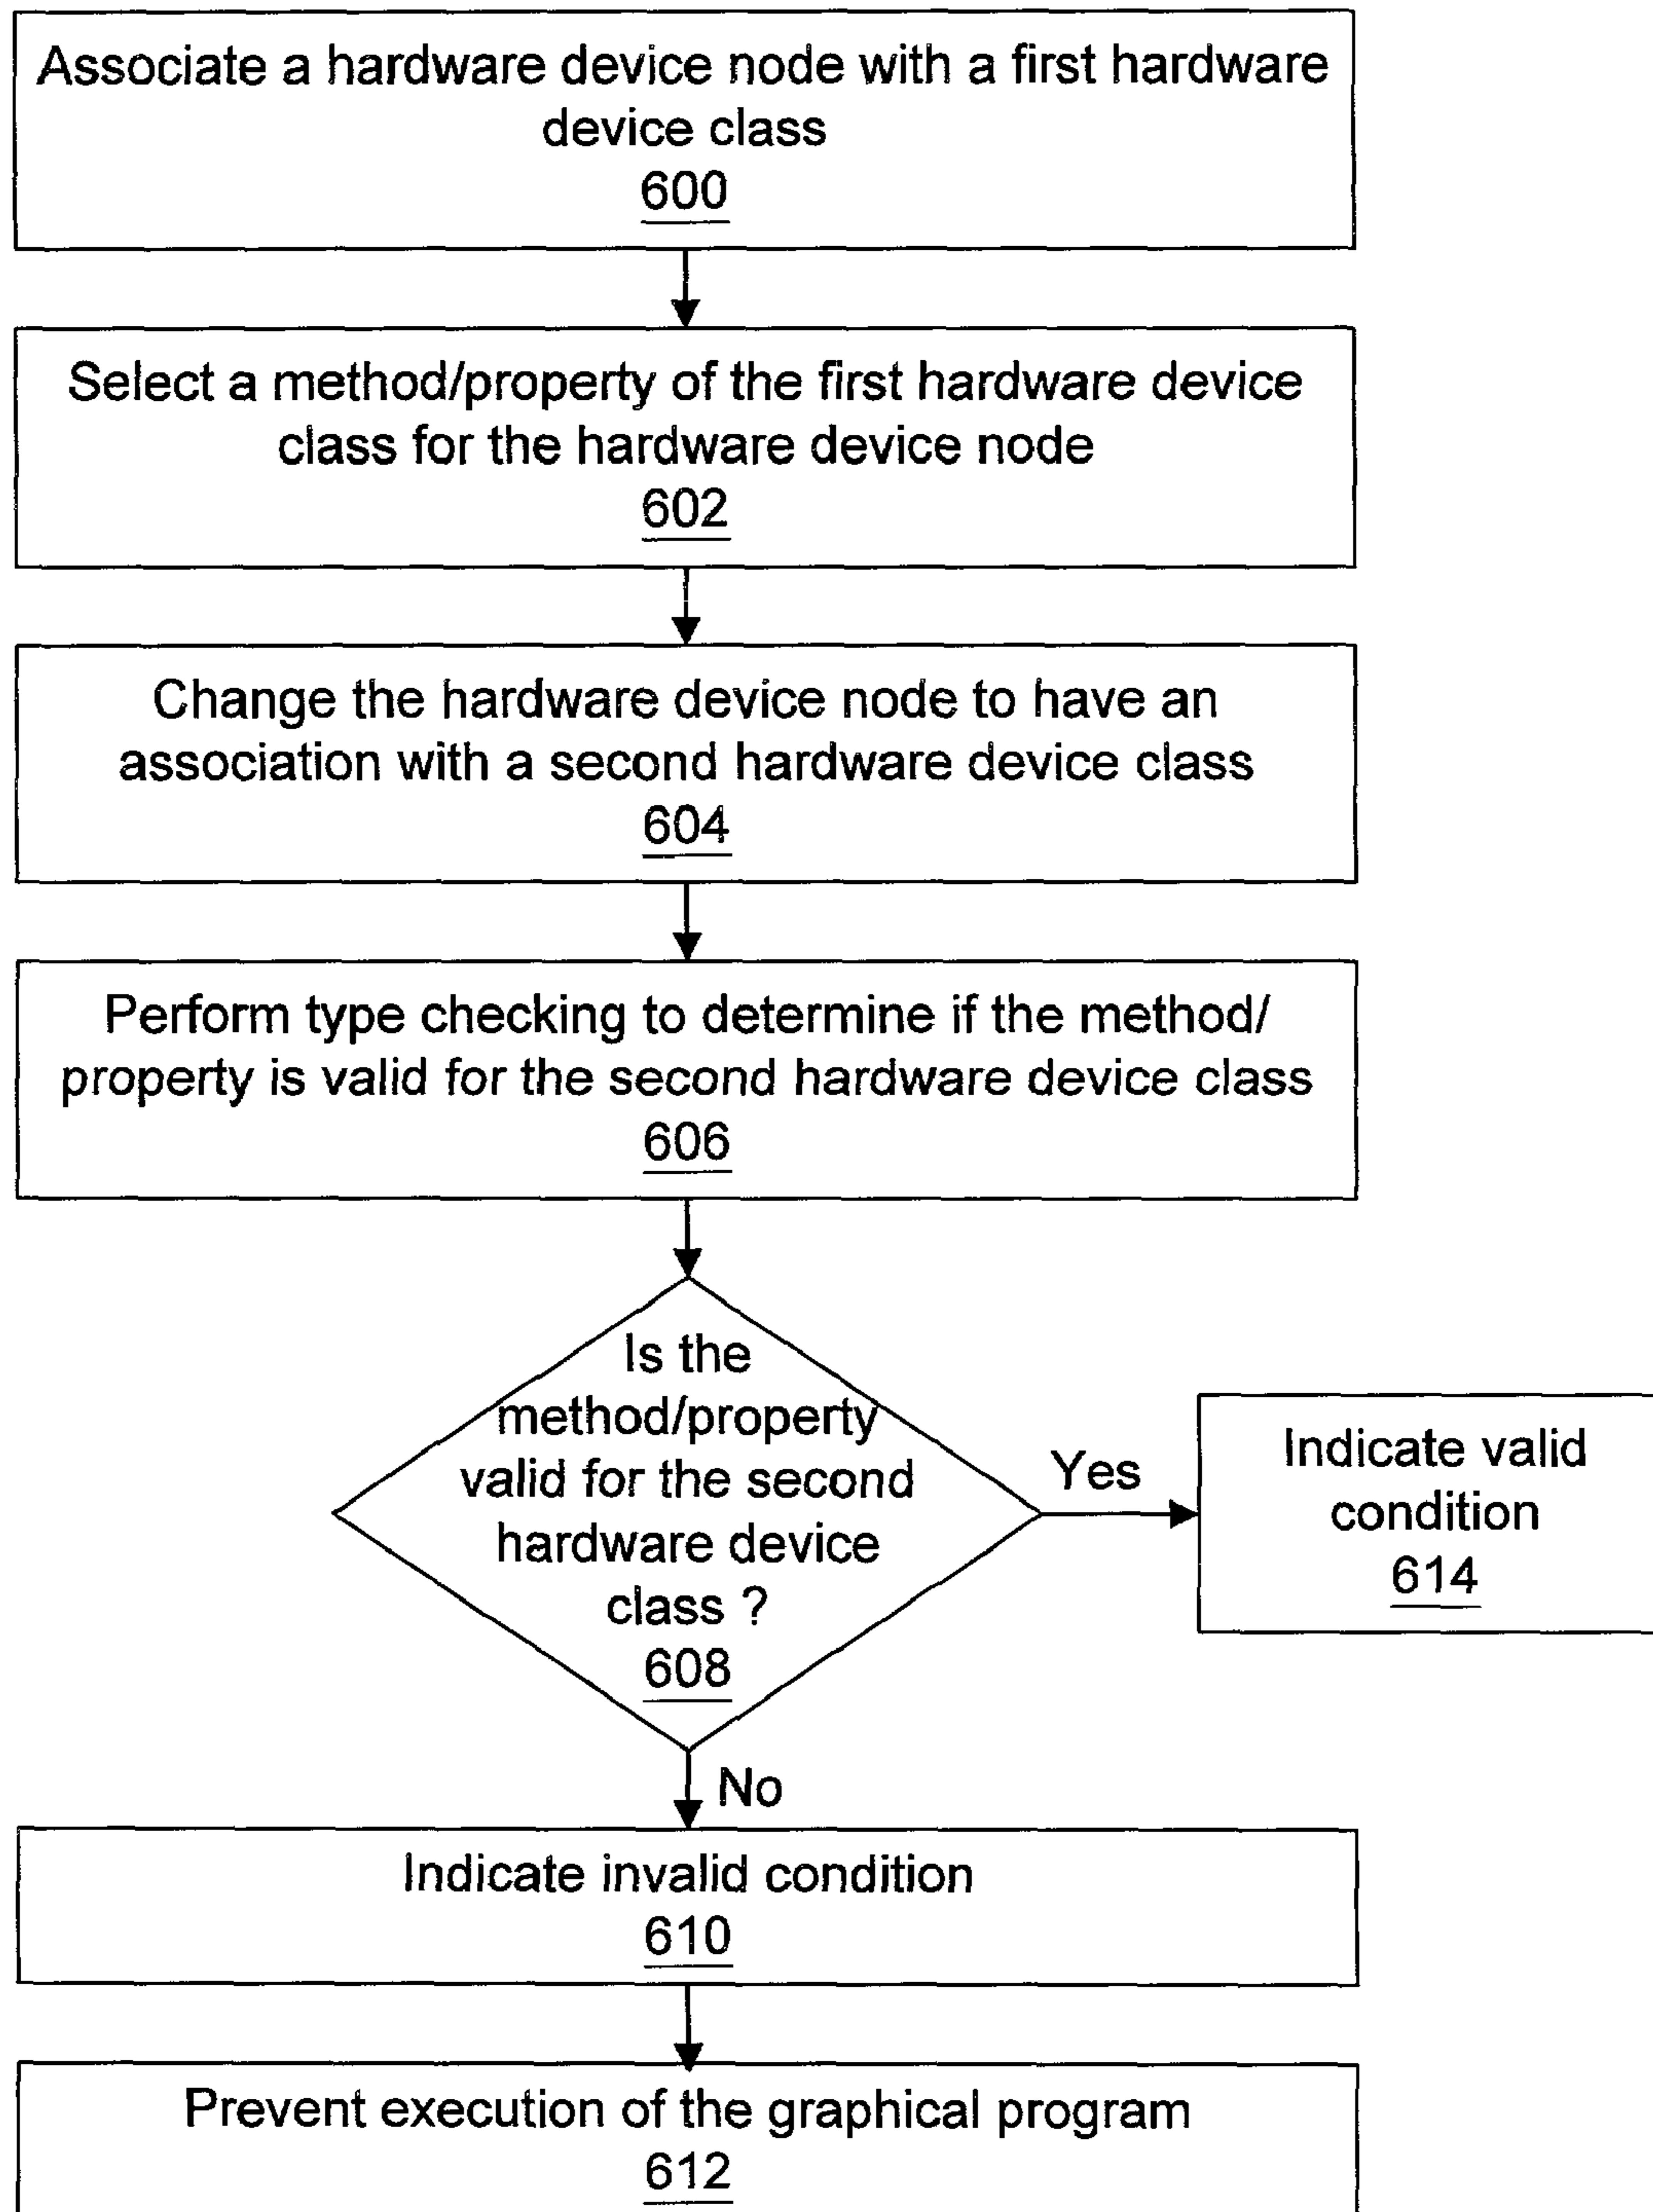 Associate a hardware device node with a first hardware
device class
600
Select a method/property of the first hardware device
class for the hardware device node
602
Change the hardware device node to have an
association with a second hardware device class
604
Perform type checking to determine if the method/
property is valid for the second hardware device class
606
Is the
method/property
valid for the second
hardware device
class ?
608
Yes
Indicate valid
condition
614
No
Indicate invalid condition
610
Prevent execution of the graphical program
612